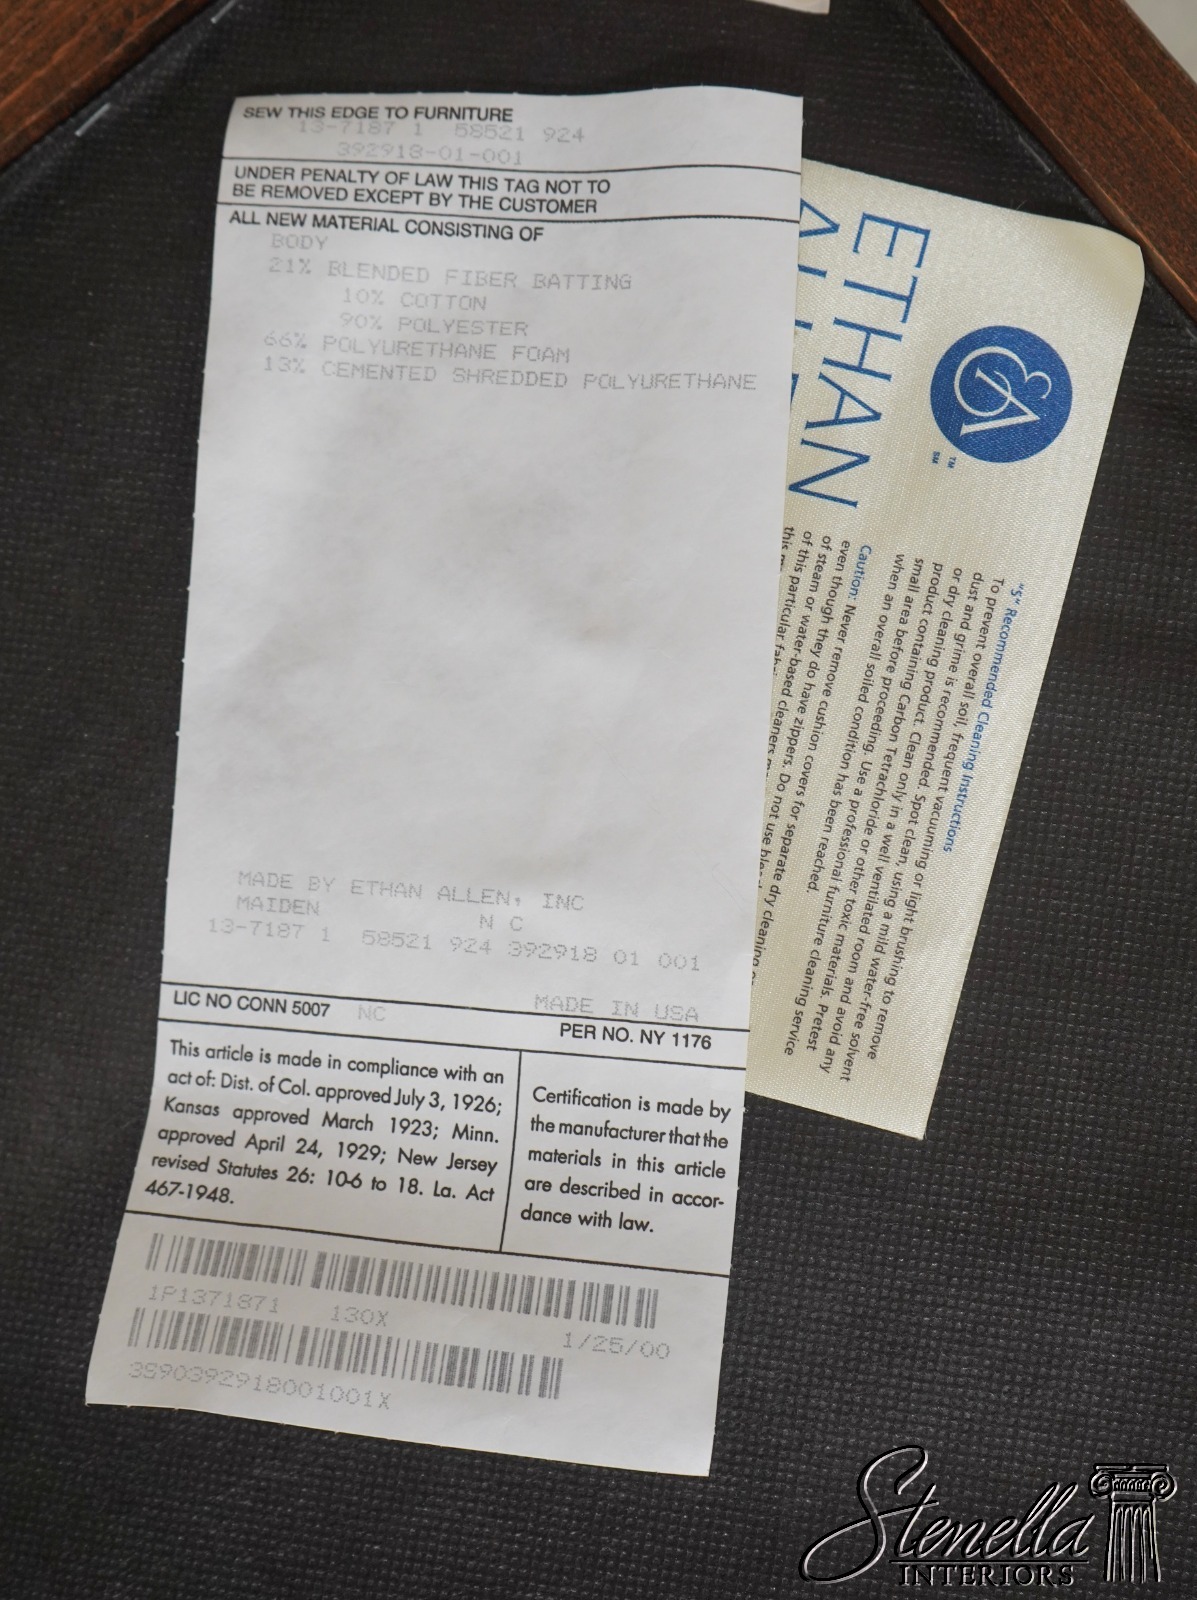 SEW THIS EDGE TO FURNITURE
13-7187 1 58521 924
392918-01-001
UNDER PENALTY OF LAW THIS TAG NOT TO
BE REMOVED EXCEPT BY THE CUSTOMER
ALL NEW MATERIAL CONSISTING OF
BODY
21% BLENDED FIBER BATTING
10% COTTON
90% POLYESTER
66% POLYURETHANE FOAM
13% CEMENTED SHREDDED POLYURETHANE
MADE BY ETHAN ALLEN, INC
MAIDEN N C
13-7187 1 58521 924 392918 01 001
MADE IN USA
LIC NO CONN 5007 NC
PER NO. NY 1176
This article is made in compliance with an
act of: Dist. of Col. approved July 3, 1926;
Kansas approved March 1923; Minn.
approved April 24, 1929; New Jersey
revised Statutes 26: 10-6 to 18. La. Act
467-1948.
Certification is made by
the manufacturer that the
materials in this article
are described in accor-
dance with law.
1P1371871 130X
1/25/00
3S90392918001001X
EA
TM
SM
ETHAN
"S" Recommended Cleaning Instructions
To prevent overall soil, frequent vacuuming or light brushing to remove
dust and grime is recommended. Spot clean, using a mild water-free solvent
or dry cleaning product. Clean only in a well ventilated room and avoid any
product containing Carbon Tetrachloride or other toxic materials. Pretest
small area before proceeding. Use a professional furniture cleaning service
when an overall soiled condition has been reached.
Caution: Never remove cushion covers for separate dry cleaning or
even though they do have zippers. Do not use
of steam or water-based cleaners
of this particular
this
Stenella
INTERIORS